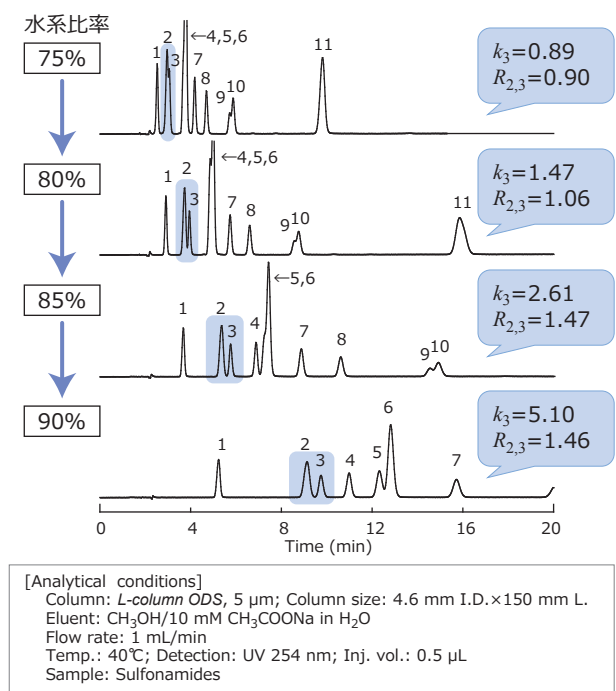 水系比率
75%
1
2
3
←4,5,6
7
8
9
10
11
k3=0.89
R2,3=0.90
80%
1
2
3
←4,5,6
7
8
9
10
11
k3=1.47
R2,3=1.06
85%
1
2
3
4
←5,6
7
8
9
10
k3=2.61
R2,3=1.47
90%
1
2
3
4
5
6
7
k3=5.10
R2,3=1.46
0 4 8 12 16 20
Time (min)
[Analytical conditions]
Column: L-column ODS, 5 μm; Column size: 4.6 mm I.D.×150 mm L.
Eluent: CH3OH/10 mM CH3COONa in H2O
Flow rate: 1 mL/min
Temp.: 40℃; Detection: UV 254 nm; Inj. vol.: 0.5 μL
Sample: Sulfonamides